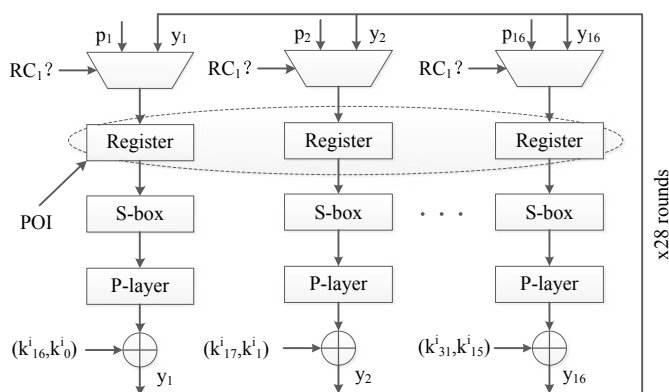 p₁ y₁ p₂ y₂ p₁₆ y₁₆
RC₁? RC₁? RC₁?
Register Register Register
POI
S-box S-box . . . S-box
x28 rounds
P-layer P-layer P-layer
(kⁱ₁₆,kⁱ₀) (kⁱ₁₇,kⁱ₁) (kⁱ₃₁,kⁱ₁₅)
y₁ y₂ y₁₆